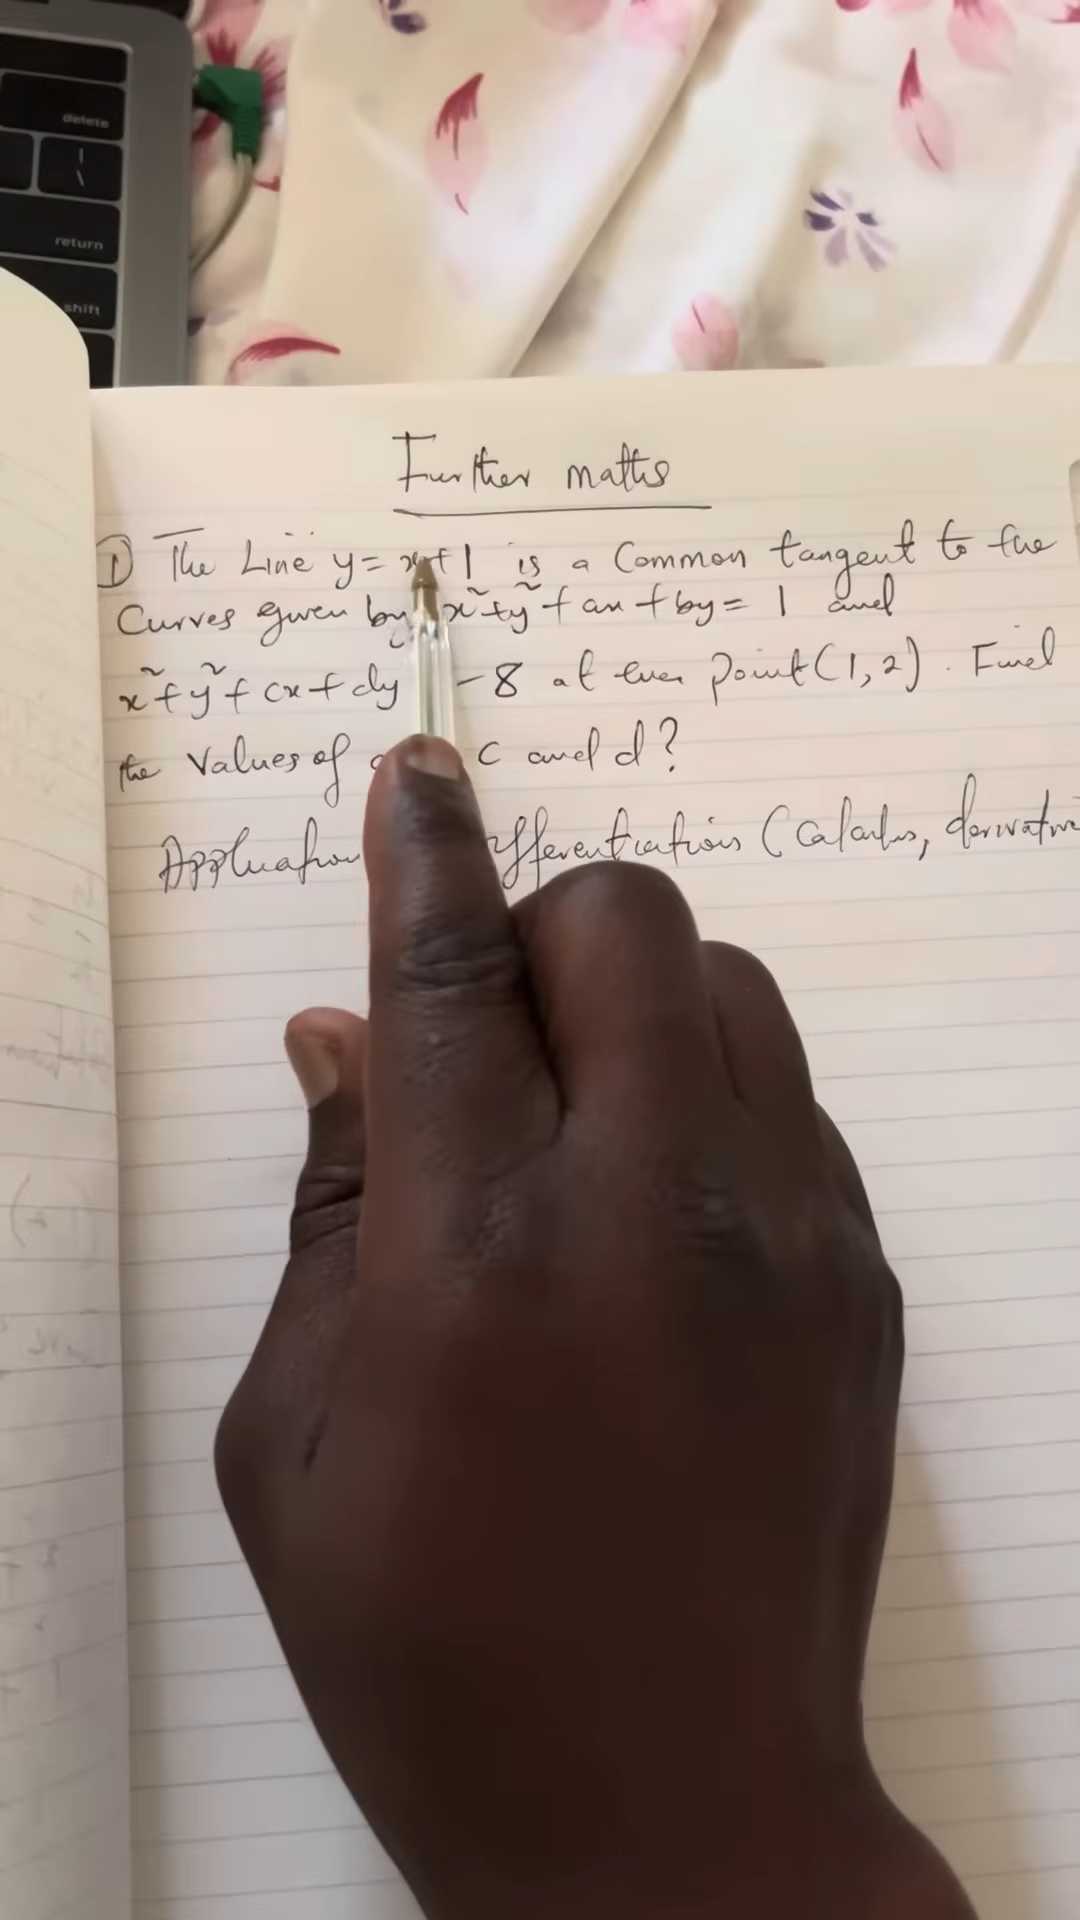 delete
|
\
return
shift
Further maths
① The Line y = x+1 is a Common tangent to the
Curves given by x²+y²+ax+by= 1 and
x²+y²+cx+dy -8 at point (1,2). Find
the values of c and d?
Application (Calculus, derivative